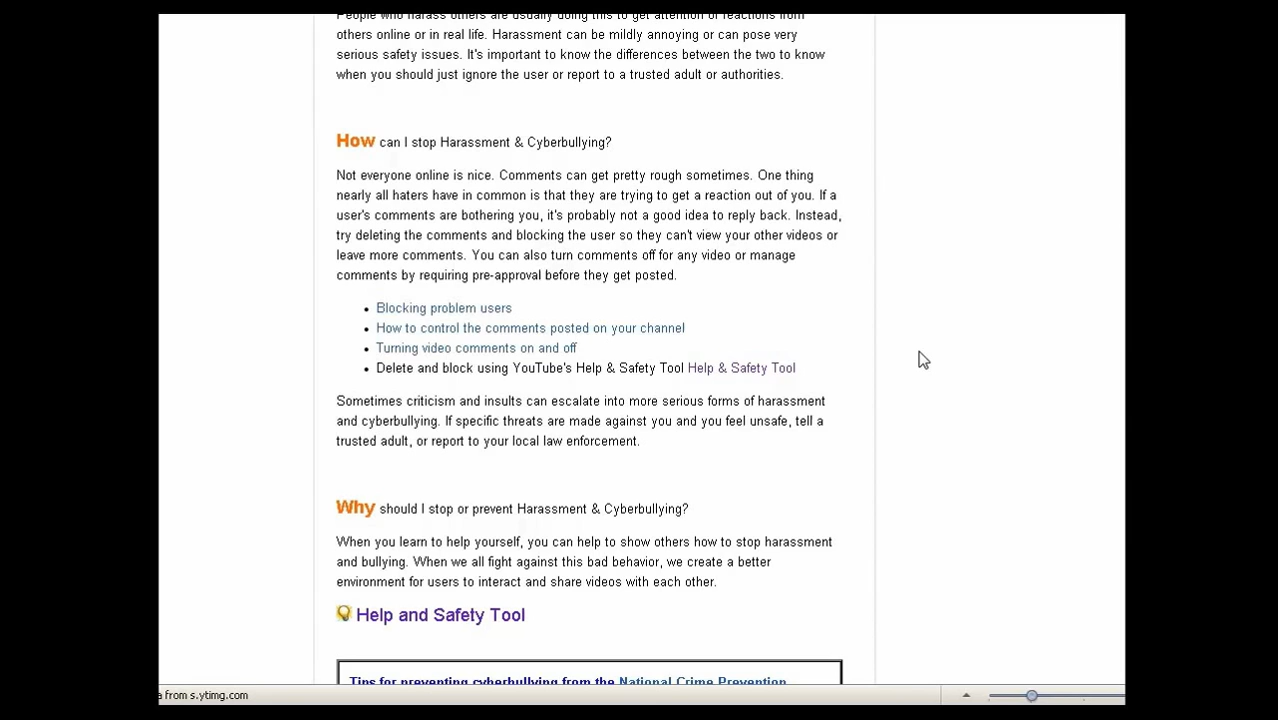 People who harass others are usually doing this to get attention or reactions from
others online or in real life. Harassment can be mildly annoying or can pose very
serious safety issues. It's important to know the differences between the two to know
when you should just ignore the user or report to a trusted adult or authorities.
How can I stop Harassment & Cyberbullying?
Not everyone online is nice. Comments can get pretty rough sometimes. One thing
nearly all haters have in common is that they are trying to get a reaction out of you. If a
user's comments are bothering you, it's probably not a good idea to reply back. Instead,
try deleting the comments and blocking the user so they can't view your other videos or
leave more comments. You can also turn comments off for any video or manage
comments by requiring pre-approval before they get posted.
• Blocking problem users
• How to control the comments posted on your channel
• Turning video comments on and off
• Delete and block using YouTube's Help & Safety Tool Help & Safety Tool
Sometimes criticism and insults can escalate into more serious forms of harassment
and cyberbullying. If specific threats are made against you and you feel unsafe, tell a
trusted adult, or report to your local law enforcement.
Why should I stop or prevent Harassment & Cyberbullying?
When you learn to help yourself, you can help to show others how to stop harassment
and bullying. When we all fight against this bad behavior, we create a better
environment for users to interact and share videos with each other.
Help and Safety Tool
Tips for preventing cyberbullying from the National Crime Prevention
a from s.ytimg.com